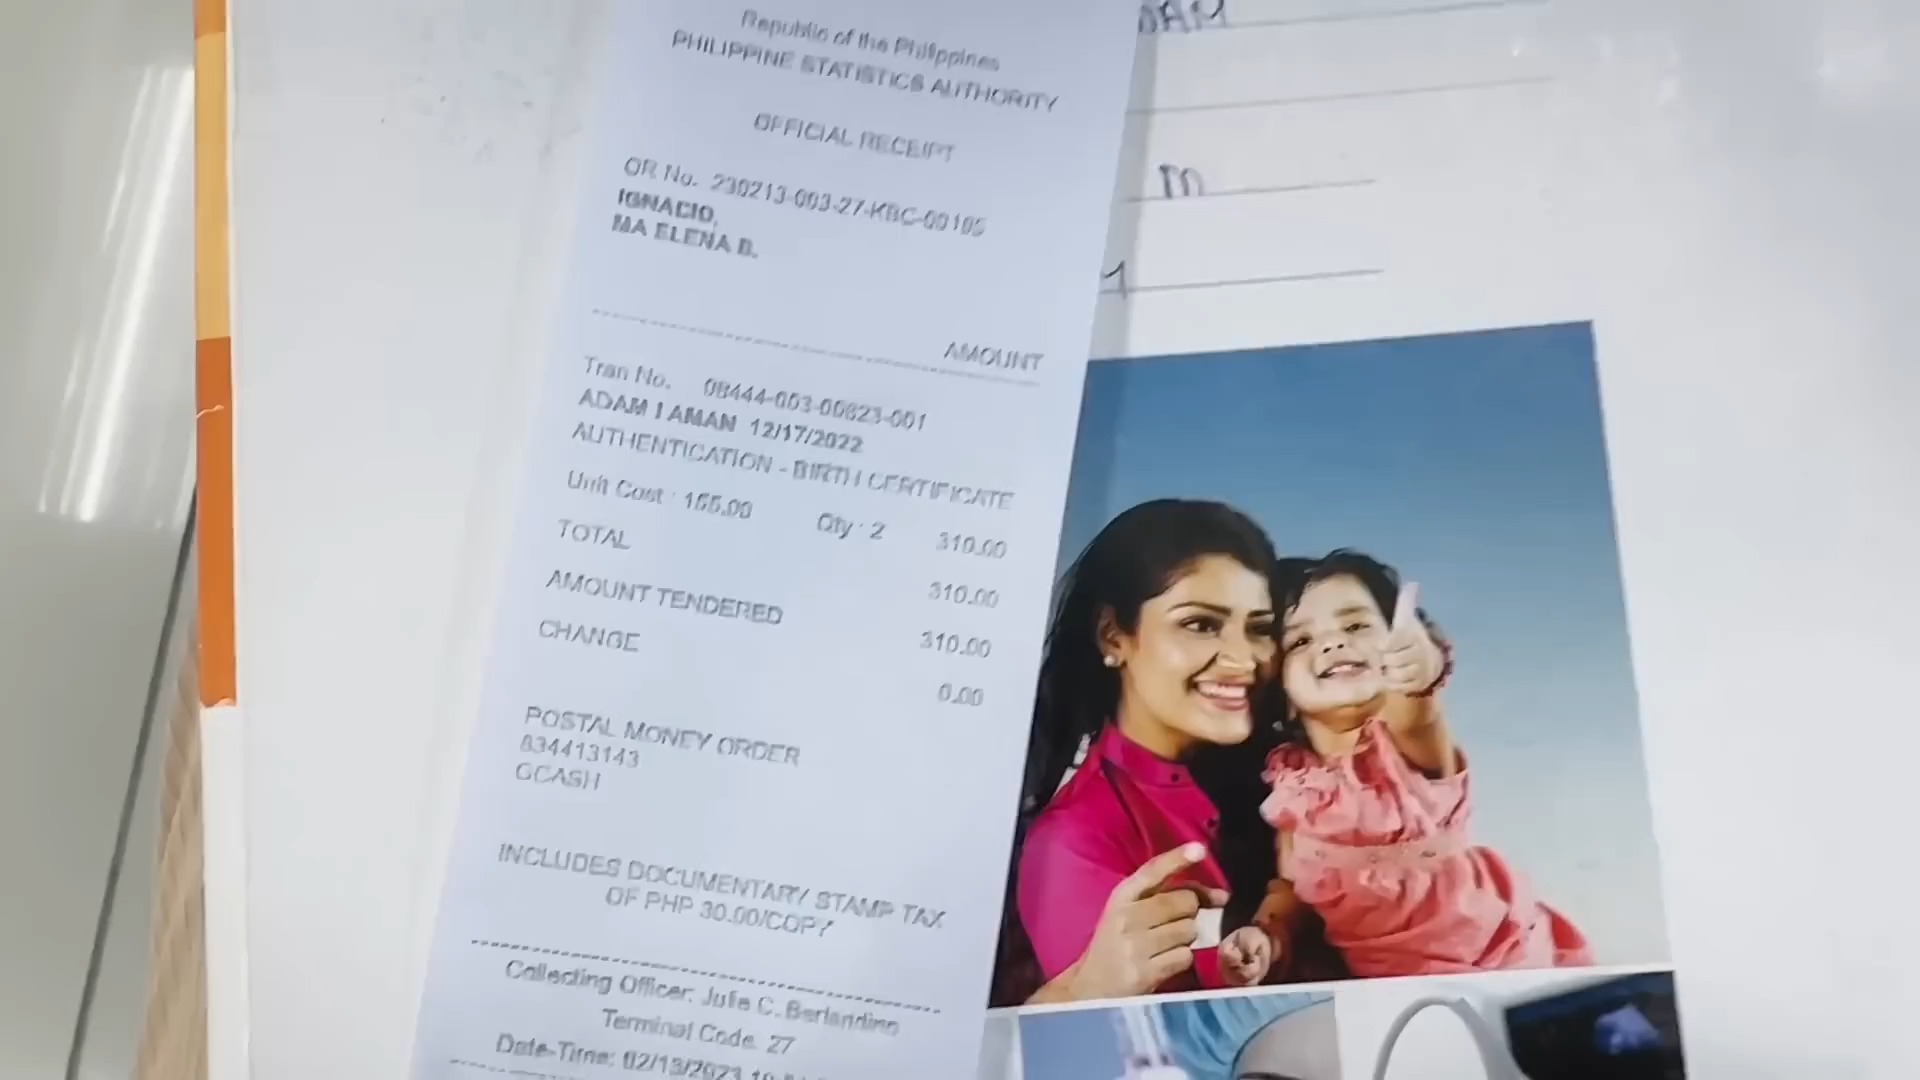 Republic of the Philippines
PHILIPPINE STATISTICS AUTHORITY
OFFICIAL RECEIPT
OR No. 230213-003-27-KBC-00105
IGNACIO,
MA ELENA B.
AMOUNT
Tran No. 08444-003-00823-001
ADAM I AMAN 12/17/2022
AUTHENTICATION - BIRTH CERTIFICATE
Unit Cost : 155.00 Qty : 2 310.00
TOTAL 310.00
AMOUNT TENDERED 310.00
CHANGE 0.00
POSTAL MONEY ORDER
834413143
GCASH
INCLUDES DOCUMENTARY STAMP TAX
OF PHP 30.00/COPY
Collecting Officer: Julie C. Berlandino
Terminal Code. 27
Date-Time: 02/13/2023